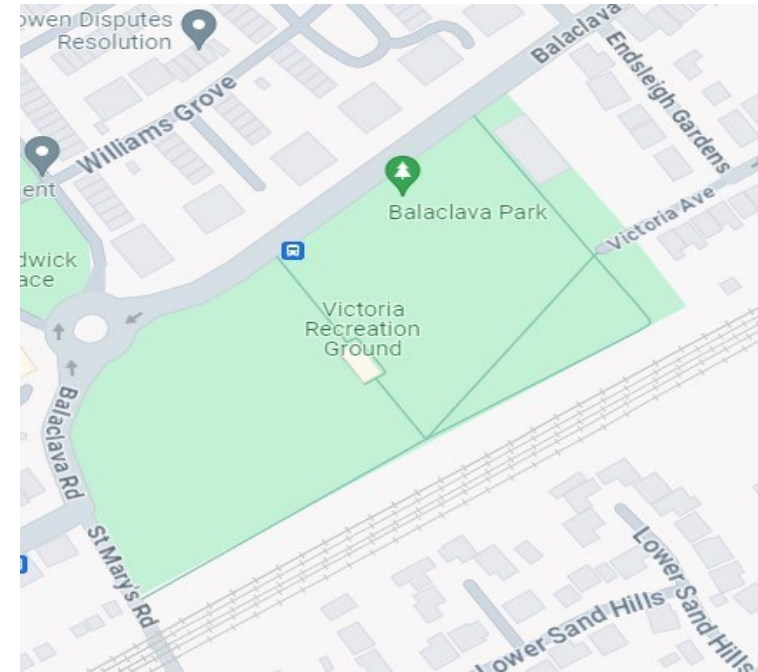 owen Disputes
Resolution
Balaclava
Endsleigh Gardens
Williams Grove
ent
Balaclava Park
Victoria Ave
dwick
ace
Victoria
Recreation
Ground
Balaclava Rd
St Mary's Rd
Lower Sand Hills
Lower Sand Hills